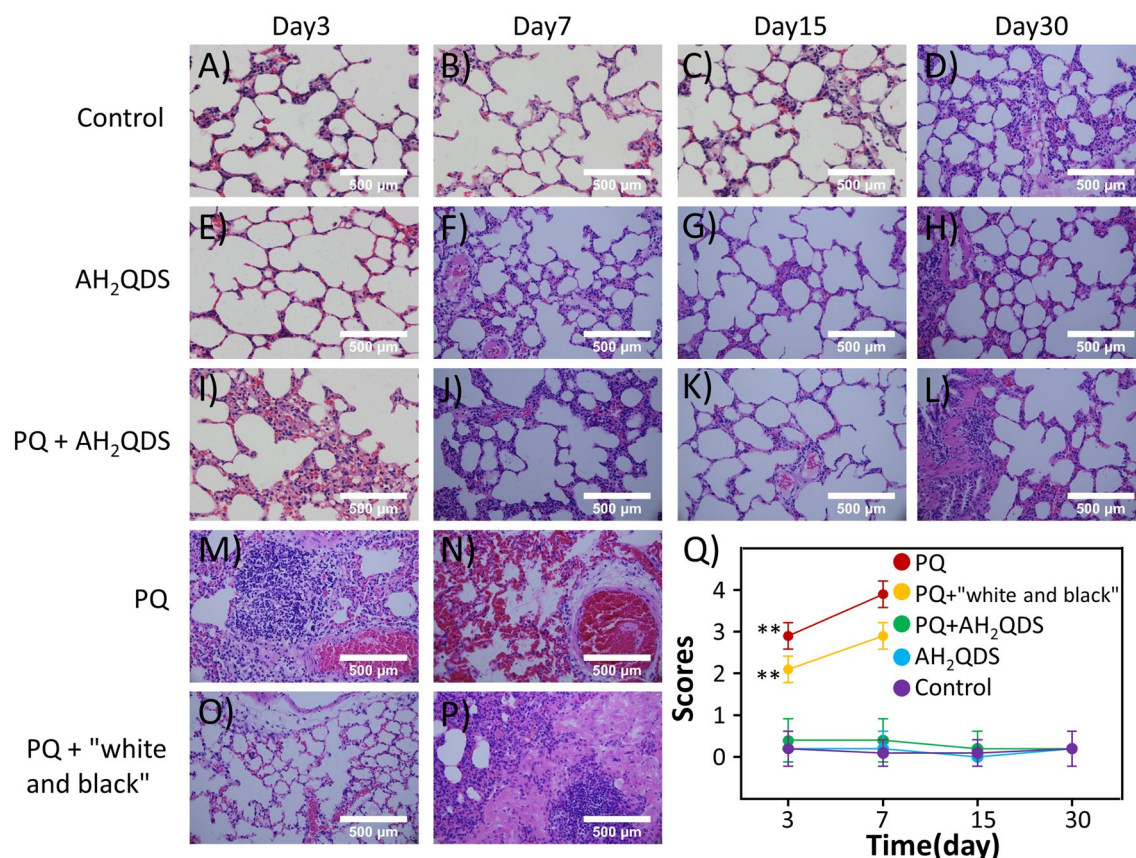 Day3 Day7 Day15 Day30
Control
A) B) C) D)
500 µm 500 µm 500 µm 500 µm
AH₂QDS
E) F) G) H)
500 µm 500 µm 500 µm 500 µm
PQ + AH₂QDS
I) J) K) L)
500 µm 500 µm 500 µm 500 µm
PQ
M) N)
500 µm 500 µm
PQ + "white
and black"
O) P)
500 µm 500 µm
Q)
PQ
PQ+"white and black"
PQ+AH₂QDS
AH₂QDS
Control
**
**
Scores
4
3
2
1
0
3 7 15 30
Time(day)